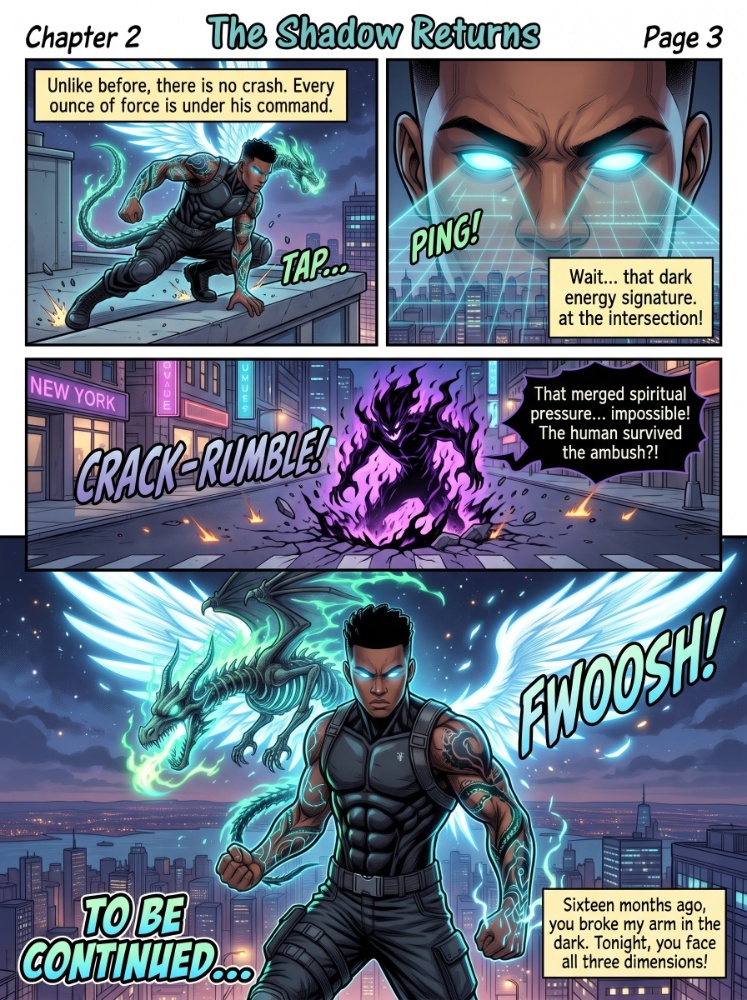 Chapter 2
The Shadow Returns
Page 3
Unlike before, there is no crash. Every
ounce of force is under his command.
TAP...
PING!
Wait... that dark
energy signature.
at the intersection!
NEW YORK
CRACK-RUMBLE!
That merged spiritual
pressure... impossible!
The human survived
the ambush?!
FWOOSH!
TO BE
CONTINUED...
Sixteen months ago,
you broke my arm in the
dark. Tonight, you face
all three dimensions!